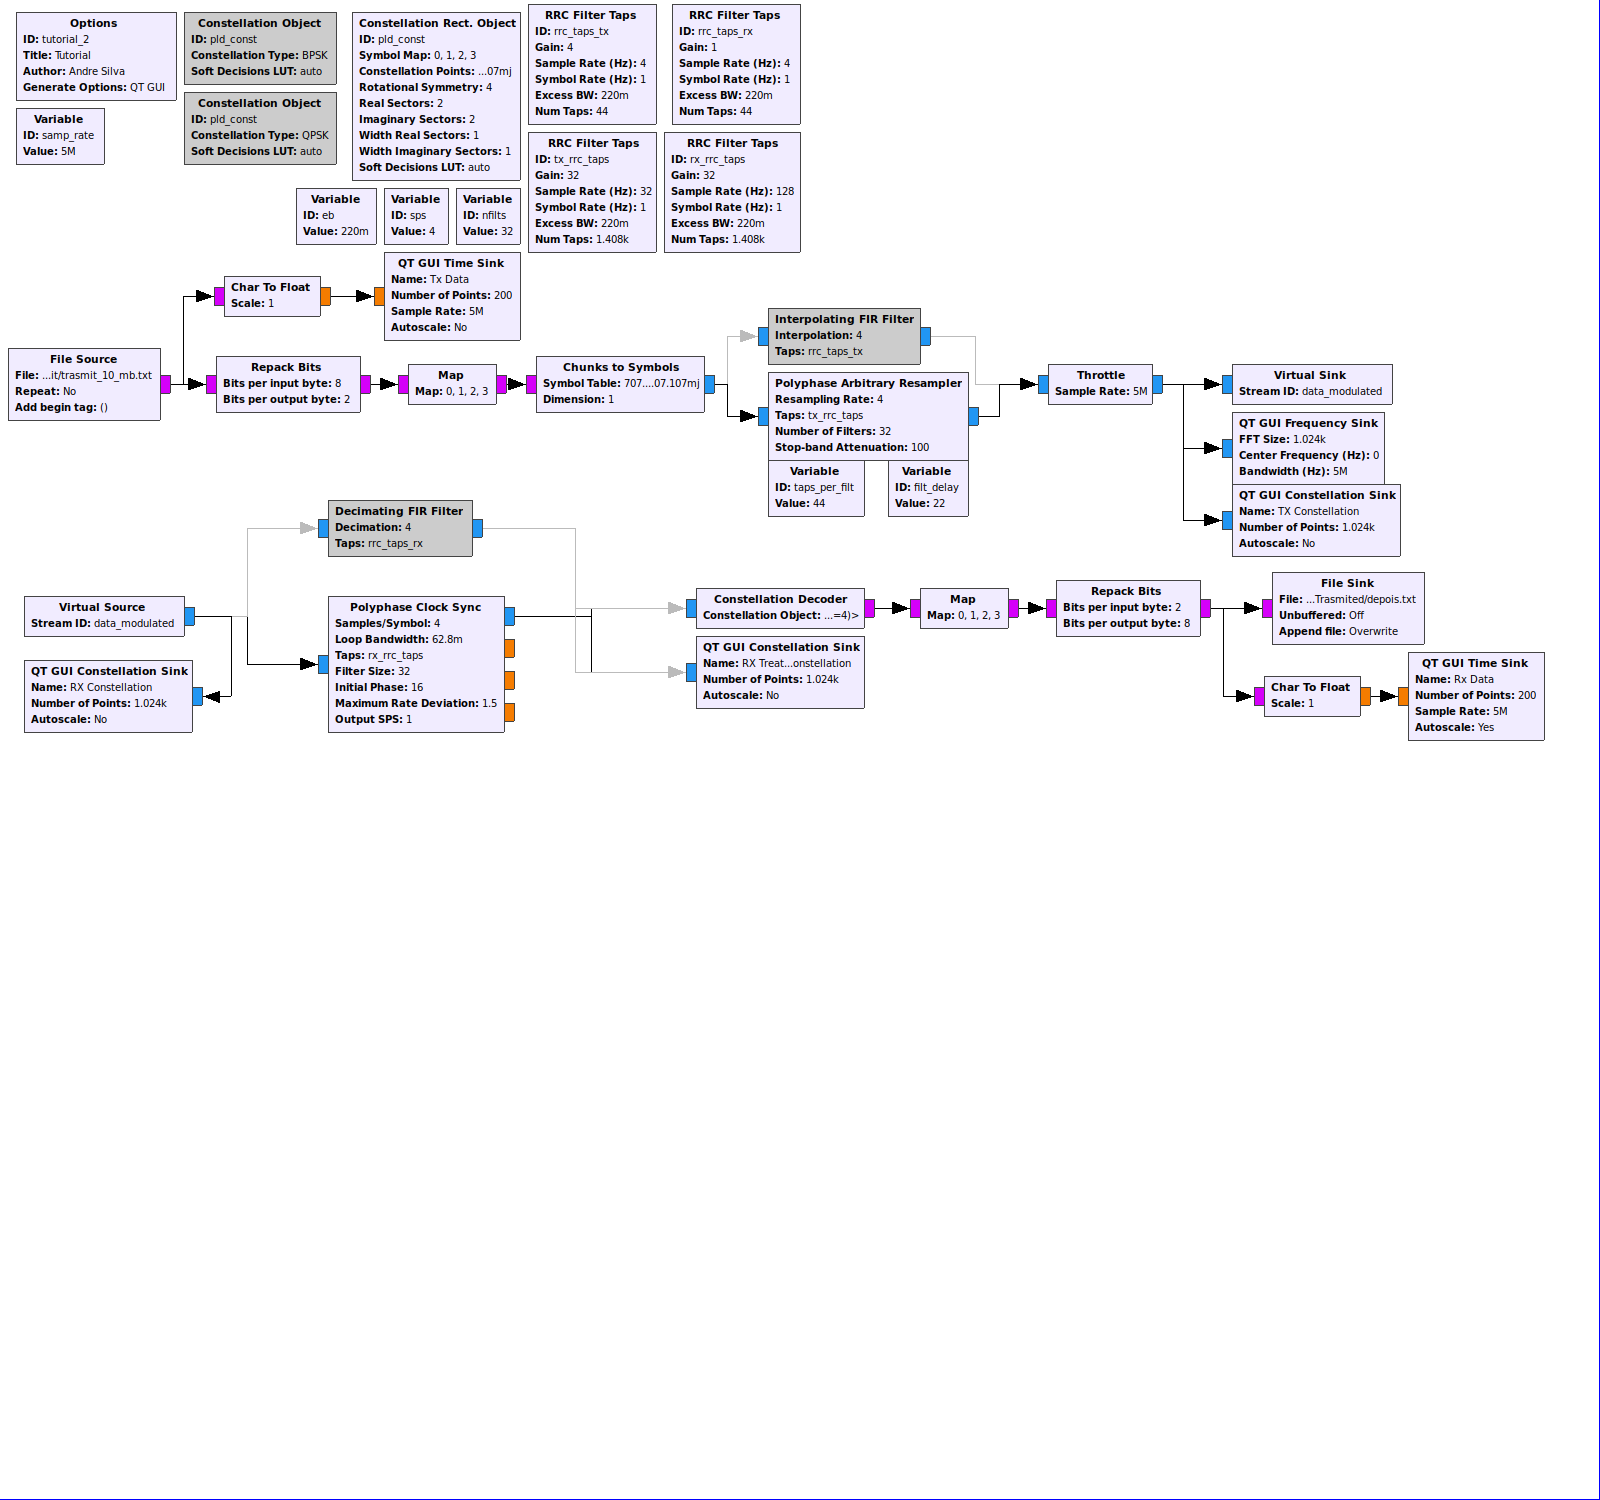 Options
ID: tutorial_2
Title: Tutorial
Author: Andre Silva
Generate Options: QT GUI
Variable
ID: samp_rate
Value: 5M
Constellation Object
ID: pld_const
Constellation Type: BPSK
Soft Decisions LUT: auto
Constellation Object
ID: pld_const
Constellation Type: QPSK
Soft Decisions LUT: auto
Constellation Rect. Object
ID: pld_const
Symbol Map: 0, 1, 2, 3
Constellation Points: ...07mj
Rotational Symmetry: 4
Real Sectors: 2
Imaginary Sectors: 2
Width Real Sectors: 1
Width Imaginary Sectors: 1
Soft Decisions LUT: auto
RRC Filter Taps
ID: rrc_taps_tx
Gain: 4
Sample Rate (Hz): 4
Symbol Rate (Hz): 1
Excess BW: 220m
Num Taps: 44
RRC Filter Taps
ID: rrc_taps_rx
Gain: 1
Sample Rate (Hz): 4
Symbol Rate (Hz): 1
Excess BW: 220m
Num Taps: 44
RRC Filter Taps
ID: tx_rrc_taps
Gain: 32
Sample Rate (Hz): 32
Symbol Rate (Hz): 1
Excess BW: 220m
Num Taps: 1.408k
RRC Filter Taps
ID: rx_rrc_taps
Gain: 32
Sample Rate (Hz): 128
Symbol Rate (Hz): 1
Excess BW: 220m
Num Taps: 1.408k
Variable
ID: eb
Value: 220m
Variable
ID: sps
Value: 4
Variable
ID: nfilts
Value: 32
Char To Float
Scale: 1
QT GUI Time Sink
Name: Tx Data
Number of Points: 200
Sample Rate: 5M
Autoscale: No
File Source
File: ...it/trasmit_10_mb.txt
Repeat: No
Add begin tag: ()
Repack Bits
Bits per input byte: 8
Bits per output byte: 2
Map
Map: 0, 1, 2, 3
Chunks to Symbols
Symbol Table: 707....07.107mj
Dimension: 1
Interpolating FIR Filter
Interpolation: 4
Taps: rrc_taps_tx
Polyphase Arbitrary Resampler
Resampling Rate: 4
Taps: tx_rrc_taps
Number of Filters: 32
Stop-band Attenuation: 100
Variable
ID: taps_per_filt
Value: 44
Variable
ID: filt_delay
Value: 22
Throttle
Sample Rate: 5M
Virtual Sink
Stream ID: data_modulated
QT GUI Frequency Sink
FFT Size: 1.024k
Center Frequency (Hz): 0
Bandwidth (Hz): 5M
QT GUI Constellation Sink
Name: TX Constellation
Number of Points: 1.024k
Autoscale: No
Decimating FIR Filter
Decimation: 4
Taps: rrc_taps_rx
Virtual Source
Stream ID: data_modulated
QT GUI Constellation Sink
Name: RX Constellation
Number of Points: 1.024k
Autoscale: No
Polyphase Clock Sync
Samples/Symbol: 4
Loop Bandwidth: 62.8m
Taps: rx_rrc_taps
Filter Size: 32
Initial Phase: 16
Maximum Rate Deviation: 1.5
Output SPS: 1
Constellation Decoder
Constellation Object: ...=4)>
QT GUI Constellation Sink
Name: RX Treat...onstellation
Number of Points: 1.024k
Autoscale: No
Map
Map: 0, 1, 2, 3
Repack Bits
Bits per input byte: 2
Bits per output byte: 8
File Sink
File: ...Trasmited/depois.txt
Unbuffered: Off
Append file: Overwrite
Char To Float
Scale: 1
QT GUI Time Sink
Name: Rx Data
Number of Points: 200
Sample Rate: 5M
Autoscale: Yes